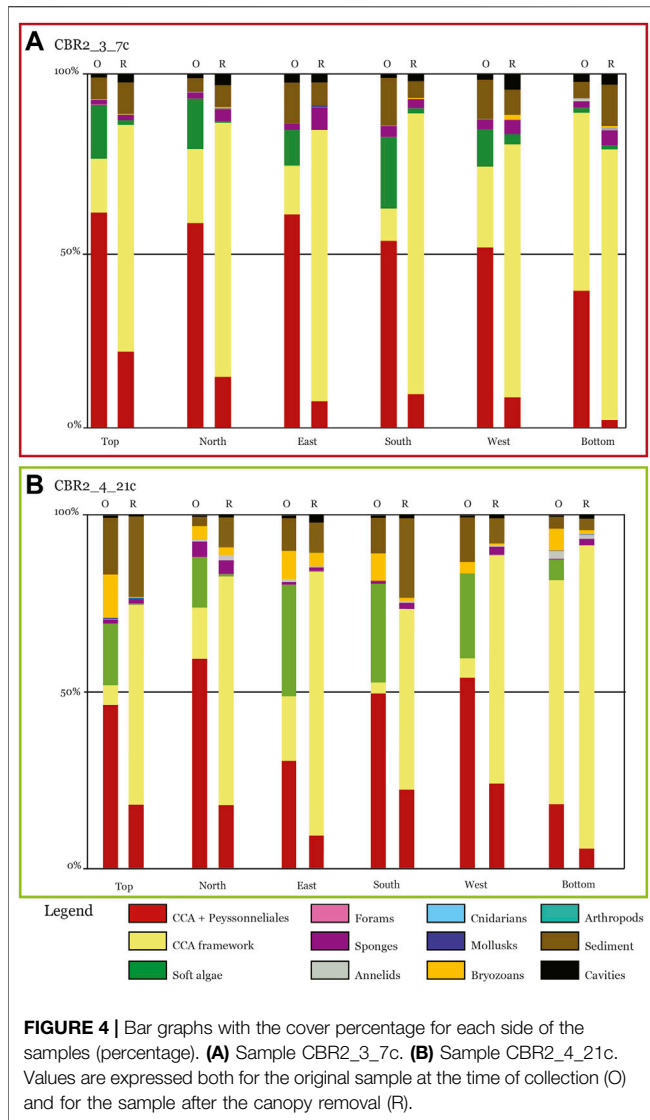 A CBR2_3_7c
O R O R O R O R O R O R
100%
50%
0%
Top North East South West Bottom
B CBR2_4_21c
O R O R O R O R O R O R
100%
50%
0%
Top North East South West Bottom
Legend
CCA + Peyssonneliales Forams Cnidarians Arthropods
CCA framework Sponges Mollusks Sediment
Soft algae Annelids Bryozoans Cavities
FIGURE 4 | Bar graphs with the cover percentage for each side of the
samples (percentage). (A) Sample CBR2_3_7c. (B) Sample CBR2_4_21c.
Values are expressed both for the original sample at the time of collection (O)
and for the sample after the canopy removal (R).